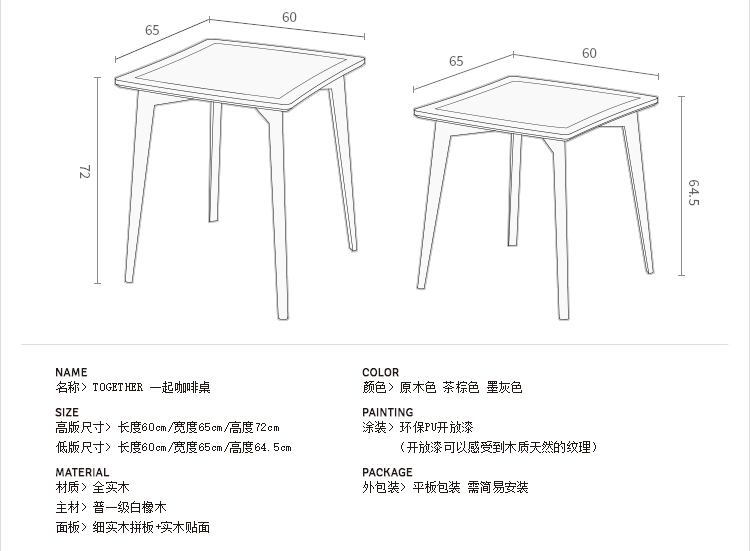 65
60
72
65
60
64.5
NAME
名称> TOGETHER 一起咖啡桌
SIZE
高版尺寸> 长度60cm/宽度65cm/高度72cm
低版尺寸> 长度60cm/宽度65cm/高度64.5cm
MATERIAL
材质> 全实木
主材> 普一级白橡木
面板> 细实木拼板+实木贴面
COLOR
颜色> 原木色 茶棕色 墨灰色
PAINTING
涂装> 环保PU开放漆
（开放漆可以感受到木质天然的纹理）
PACKAGE
外包装> 平板包装 需简易安装